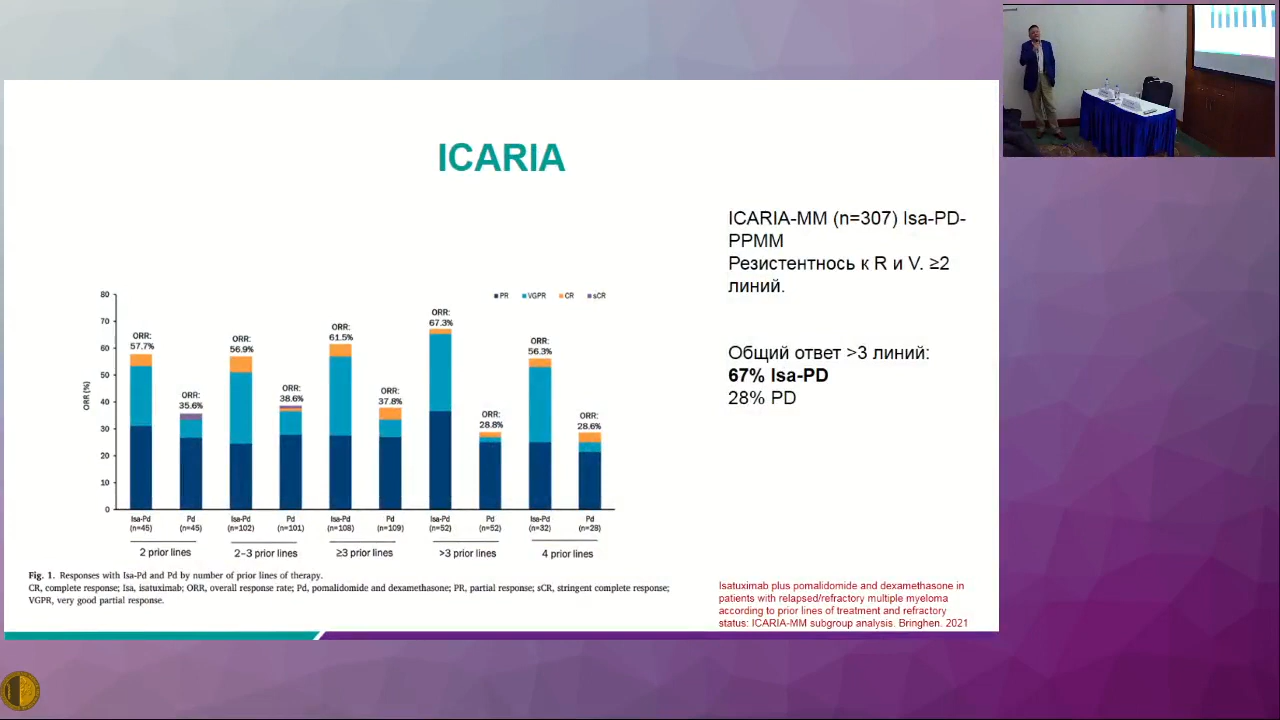 ICARIA
ICARIA-MM (n=307) Isa-PD-
PPMM
Резистентнось к R и V. ≥2
линий.
Общий ответ >3 линий:
67% Isa-PD
28% PD
PR VGPR CR sCR
ORR (%)
80
70
60
50
40
30
20
10
0
ORR:
57.7%
ORR:
35.6%
ORR:
56.9%
ORR:
38.6%
ORR:
61.5%
ORR:
37.8%
ORR:
67.3%
ORR:
28.8%
ORR:
56.3%
ORR:
28.6%
Isa-Pd Pd Isa-Pd Pd Isa-Pd Pd Isa-Pd Pd Isa-Pd Pd
(n=45) (n=45) (n=102) (n=101) (n=108) (n=109) (n=52) (n=52) (n=32) (n=28)
2 prior lines 2–3 prior lines ≥3 prior lines >3 prior lines 4 prior lines
Fig. 1. Responses with Isa-Pd and Pd by number of prior lines of therapy.
CR, complete response; Isa, isatuximab; ORR, overall response rate; Pd, pomalidomide and dexamethasone; PR, partial response; sCR, stringent complete response;
VGPR, very good partial response.
Isatuximab plus pomalidomide and dexamethasone in
patients with relapsed/refractory multiple myeloma
according to prior lines of treatment and refractory
status: ICARIA-MM subgroup analysis. Bringhen. 2021